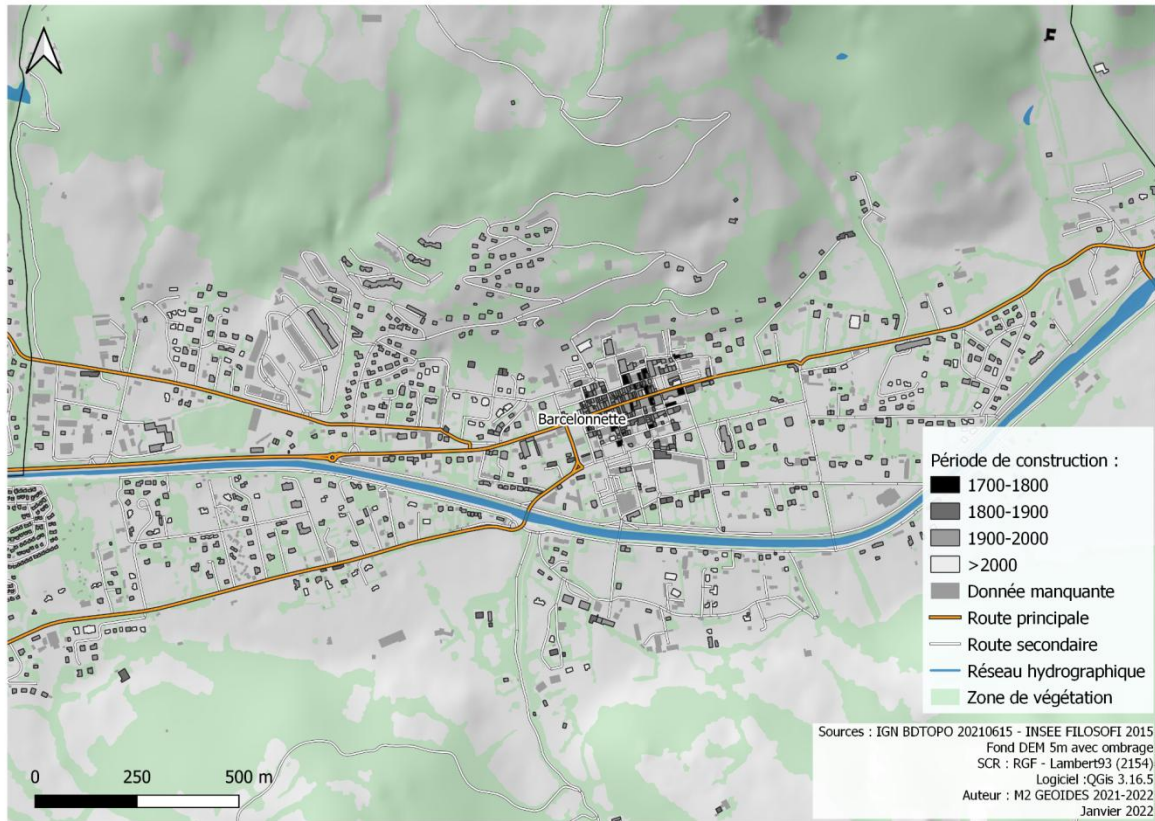 Barcelonnette
Période de construction :
1700-1800
1800-1900
1900-2000
>2000
Donnée manquante
Route principale
Route secondaire
Réseau hydrographique
Zone de végétation
Sources : IGN BDTOPO 20210615 - INSEE FILOSOFI 2015
Fond DEM 5m avec ombrage
SCR : RGF - Lambert93 (2154)
Logiciel :QGis 3.16.5
Auteur : M2 GEOIDES 2021-2022
Janvier 2022
0 250 500 m